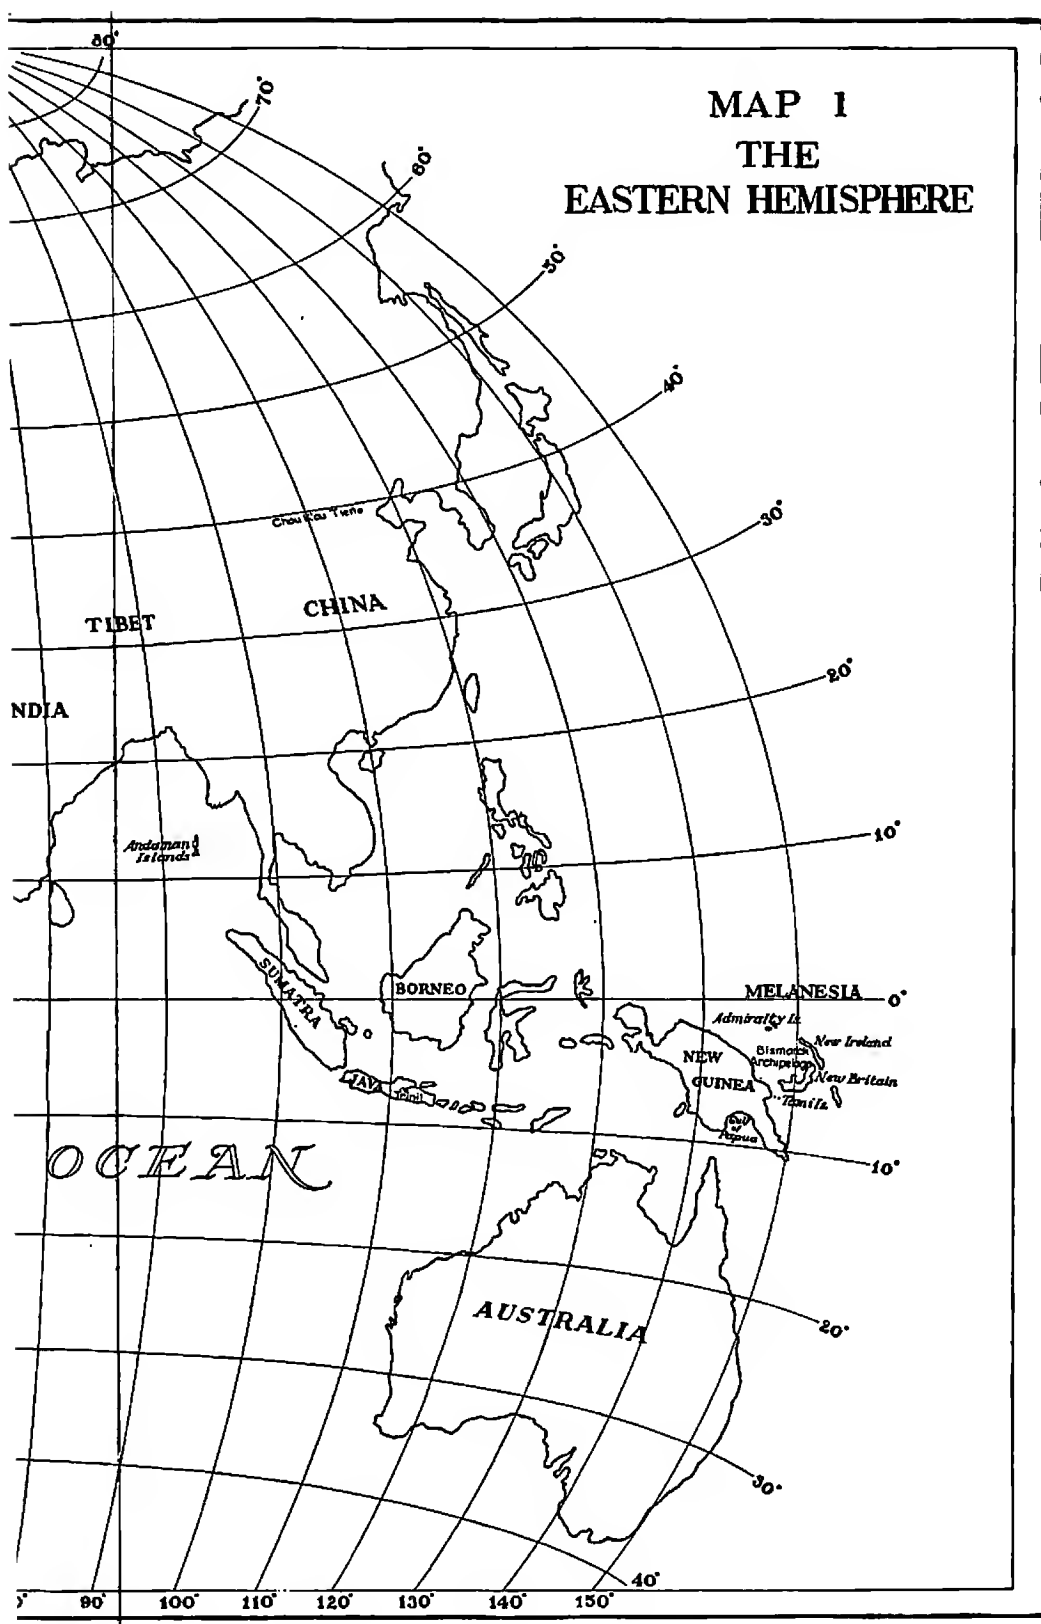 80°
70°
MAP 1
THE
EASTERN HEMISPHERE
60°
50°
40°
30°
Chou Kou Tien
CHINA
TIBET
20°
NDIA
10°
Andaman
Islands
SUMATRA
BORNEO
MELANESIA
0°
Admiralty Is.
New Ireland
NEW
GUINEA
Bismarck
Archipelago
New Britain
JAVA
Trinil
Tami Is.
Gulf
of
Papua
OCEAN
10°
AUSTRALIA
20°
30°
40°
0°
90°
100°
110°
120°
130°
140°
150°